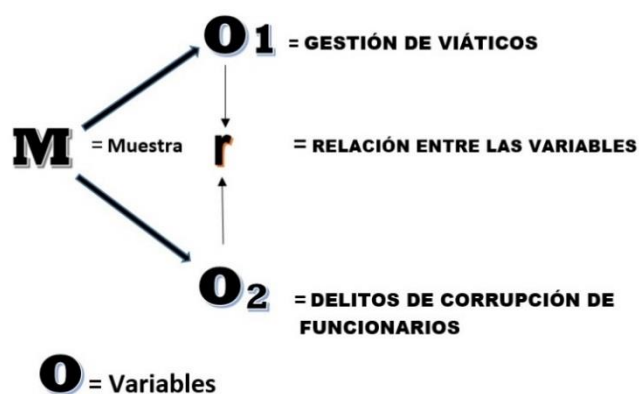 O1 = GESTIÓN DE VIÁTICOS
M = Muestra r = RELACIÓN ENTRE LAS VARIABLES
O2 = DELITOS DE CORRUPCIÓN DE
FUNCIONARIOS
O = Variables